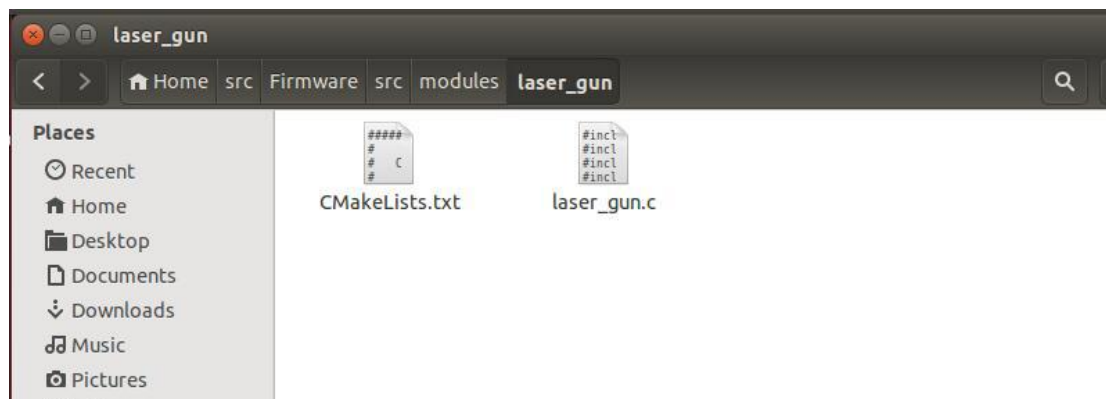 laser_gun
Home src Firmware src modules laser_gun
Places
Recent
Home
Desktop
Documents
Downloads
Music
Pictures
#####
#
# C
#
CMakeLists.txt
#incl
#incl
#incl
#incl
laser_gun.c